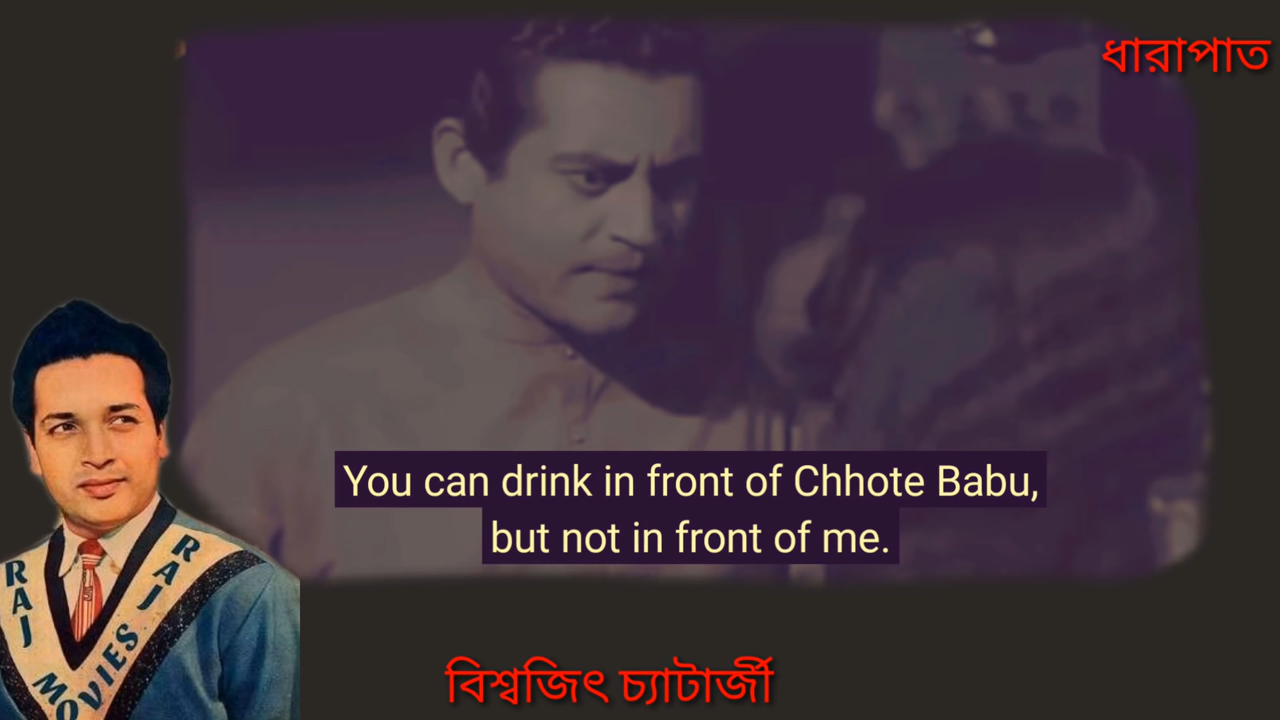 ধারাপাত
You can drink in front of Chhote Babu,
but not in front of me.
RAJ
RAJ
MOVIES
বিশ্বজিৎ চ্যাটার্জী